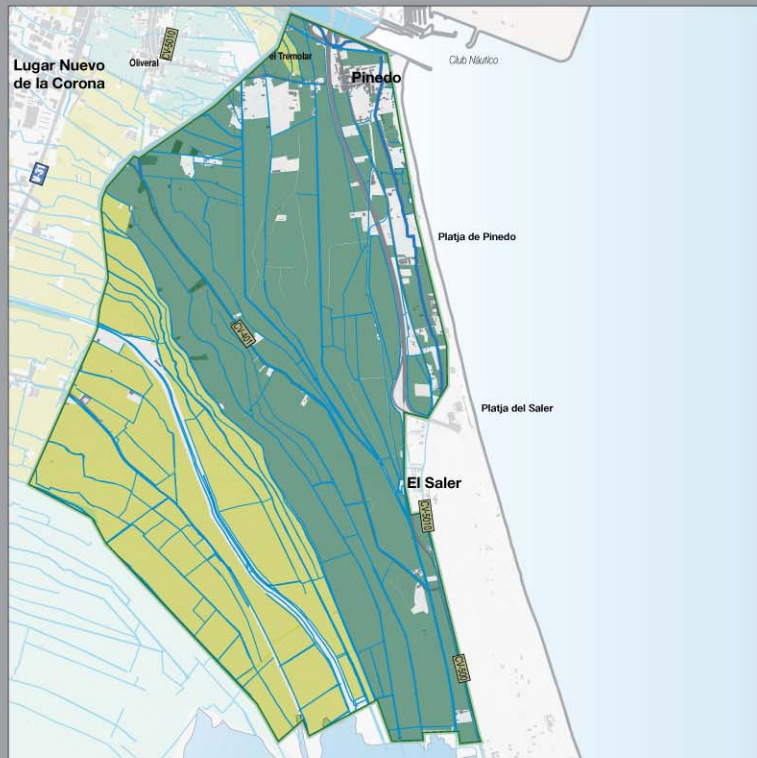 CV-5010
Lugar Nuevo
de la Corona
Oliveral
el Tremolar
Pinedo
Club Náutico
V-31
Platja de Pinedo
CV-401
Platja del Saler
El Saler
CV-5010
CV-500